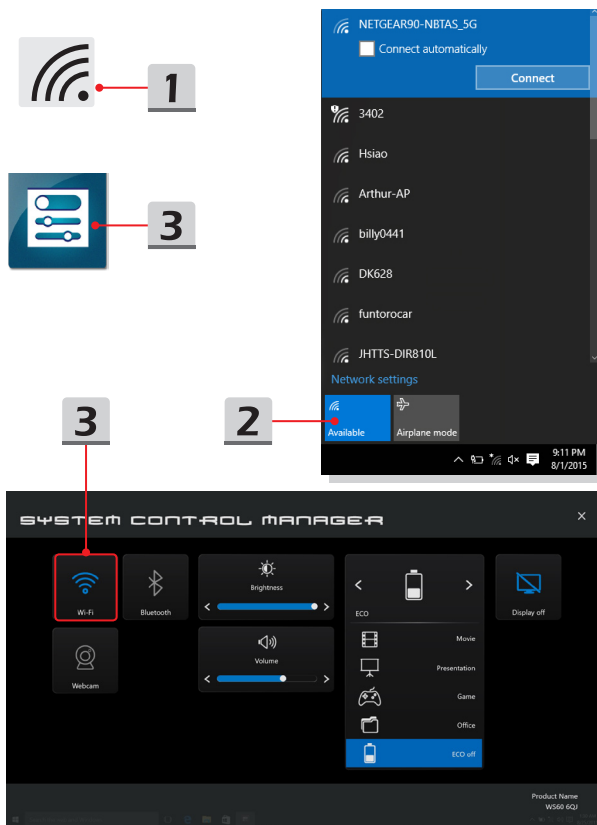 1
3
NETGEAR90-NBTAS_5G
Connect automatically
Connect
3402
Hsiao
Arthur-AP
billy0441
DK628
funtorocar
JHTTS-DIR810L
Network settings
Available
Airplane mode
9:11 PM
8/1/2015
2
3
SYSTEM CONTROL MANAGER
Wi-Fi
Bluetooth
Webcam
Brightness
Volume
ECO
Movie
Presentation
Game
Office
ECO off
Display off
Product Name
WS60 6QJ